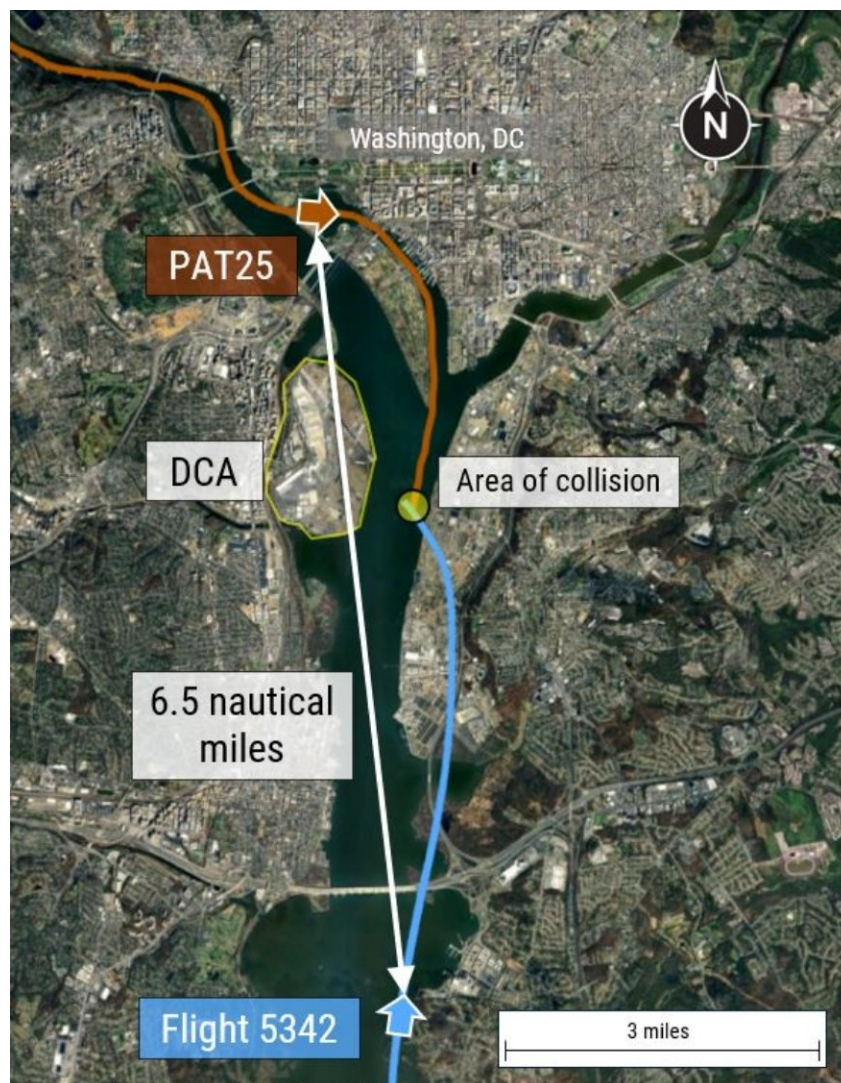 N
Washington, DC
PAT25
DCA
Area of collision
6.5 nautical
miles
Flight 5342
3 miles